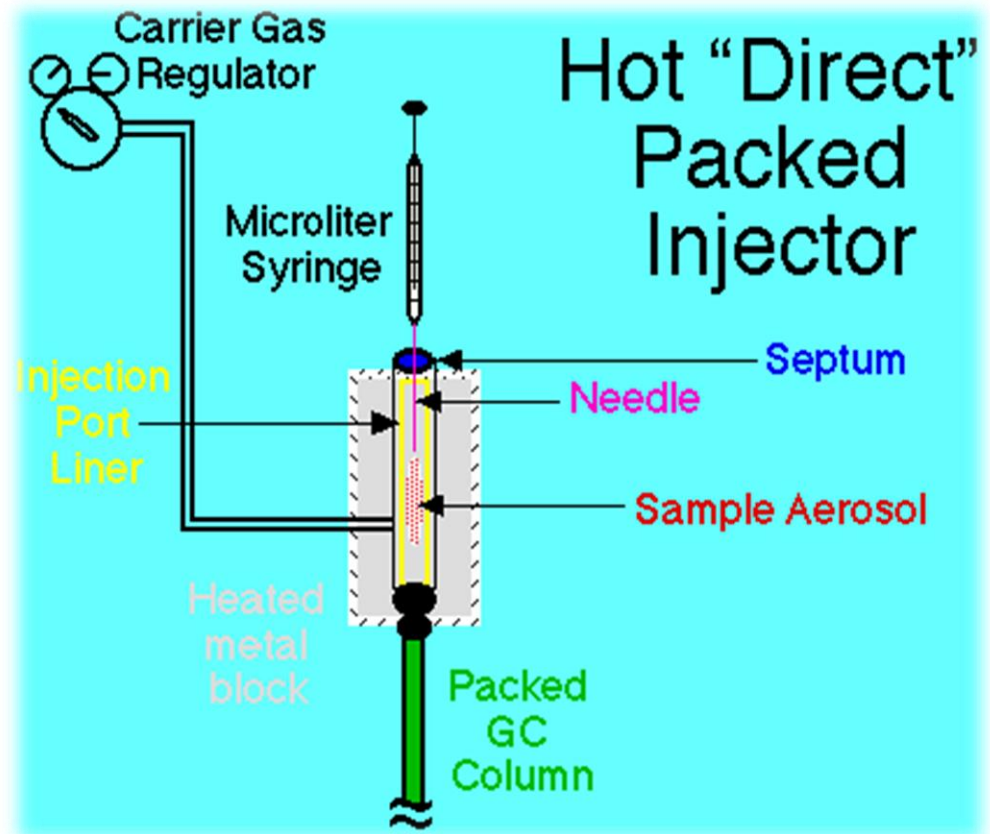 Carrier Gas
Regulator
Hot “Direct”
Packed
Injector
Microliter
Syringe
Septum
Needle
Injection
Port
Liner
Sample Aerosol
Heated
metal
block
Packed
GC
Column